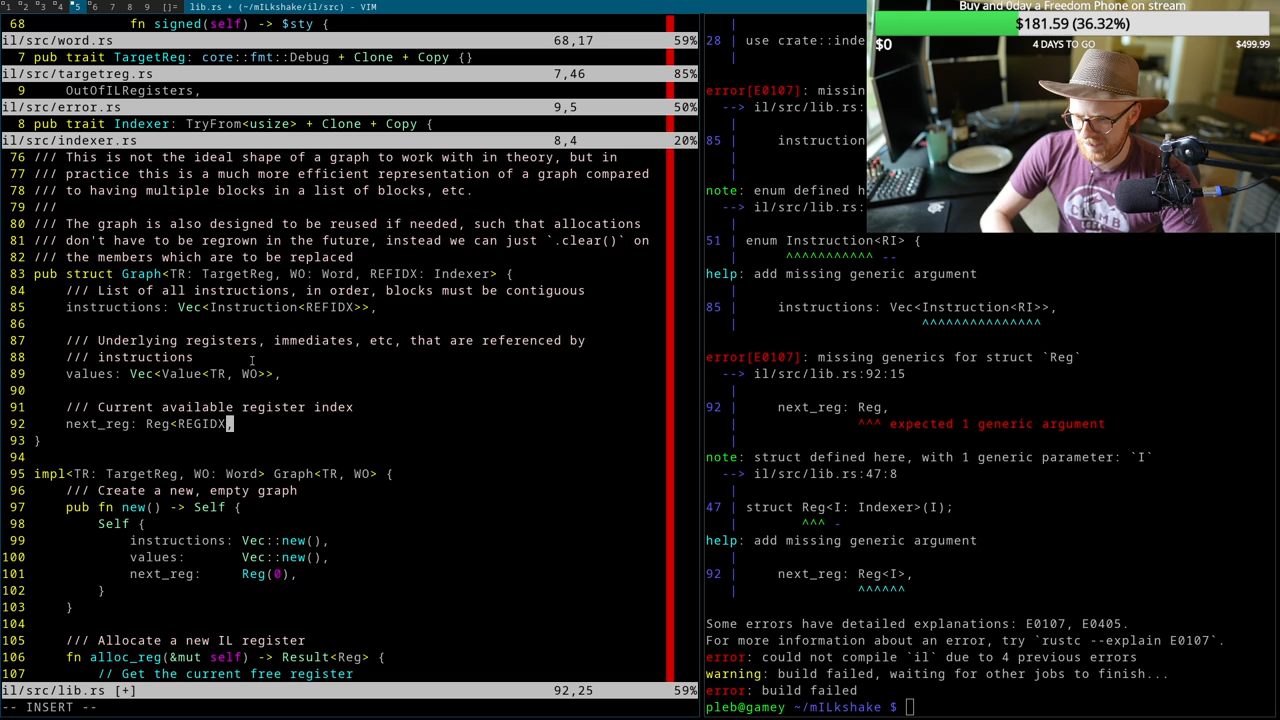 1 2 3 4 5 6 7 8 9 []= lib.rs + (~/mILkshake/il/src) - VIM
68             fn signed(self) -> $sty {
il/src/word.rs 68,17 59%
7 pub trait TargetReg: core::fmt::Debug + Clone + Copy {}
il/src/targetreg.rs 7,46 85%
9     OutOfILRegisters,
il/src/error.rs 9,5 50%
8 pub trait Indexer: TryFrom<usize> + Clone + Copy {
il/src/indexer.rs 8,4 20%
76 /// This is not the ideal shape of a graph to work with in theory, but in
77 /// practice this is a much more efficient representation of a graph compared
78 /// to having multiple blocks in a list of blocks, etc.
79 ///
80 /// The graph is also designed to be reused if needed, such that allocations
81 /// don't have to be regrown in the future, instead we can just `.clear()` on
82 /// the members which are to be replaced
83 pub struct Graph<TR: TargetReg, WO: Word, REFIDX: Indexer> {
84     /// List of all instructions, in order, blocks must be contiguous
85     instructions: Vec<Instruction<REFIDX>>,
86
87     /// Underlying registers, immediates, etc, that are referenced by
88     /// instructions
89     values: Vec<Value<TR, WO>>,
90
91     /// Current available register index
92     next_reg: Reg<REGIDX,
93 }
94
95 impl<TR: TargetReg, WO: Word> Graph<TR, WO> {
96     /// Create a new, empty graph
97     pub fn new() -> Self {
98         Self {
99             instructions: Vec::new(),
100             values:       Vec::new(),
101             next_reg:     Reg(0),
102         }
103     }
104
105     /// Allocate a new IL register
106     fn alloc_reg(&mut self) -> Result<Reg> {
107         // Get the current free register
il/src/lib.rs [+] 92,25 59%
-- INSERT --
|
28 | use crate::inde
|
error[E0107]: missin
--> il/src/lib.rs:
|
85 |     instruction
|
note: enum defined h
--> il/src/lib.rs:
|
51 | enum Instruction<RI> {
|      ^^^^^^^^^^^ --
help: add missing generic argument
|
85 |     instructions: Vec<Instruction<RI>>,
|                       ^^^^^^^^^^^^^^^
error[E0107]: missing generics for struct `Reg`
--> il/src/lib.rs:92:15
|
92 |     next_reg: Reg,
|               ^^^ expected 1 generic argument
|
note: struct defined here, with 1 generic parameter: `I`
--> il/src/lib.rs:47:8
|
47 | struct Reg<I: Indexer>(I);
|        ^^^ -
help: add missing generic argument
|
92 |     next_reg: Reg<I>,
|               ^^^^^^
Some errors have detailed explanations: E0107, E0405.
For more information about an error, try `rustc --explain E0107`.
error: could not compile `il` due to 4 previous errors
warning: build failed, waiting for other jobs to finish...
error: build failed
pleb@gamey ~/mILkshake $
Buy and 0day a Freedom Phone on stream
$181.59 (36.32%)
$0 4 DAYS TO GO $499.99
CLIMB